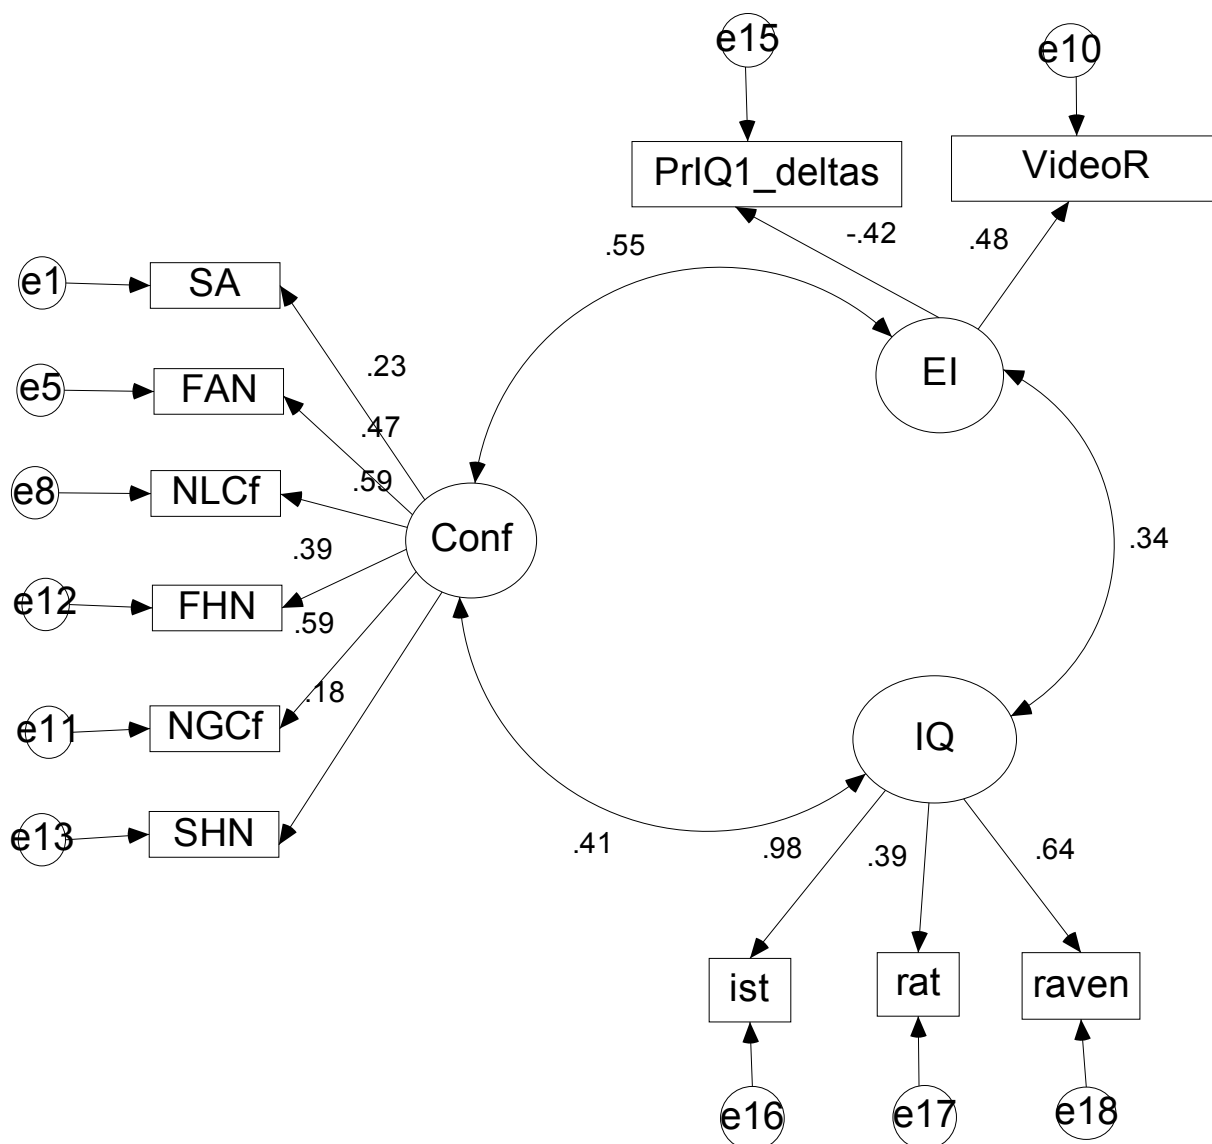 e15
e10
PrIQ1_deltas
VideoR
.55
-.42
.48
e1
SA
.23
EI
e5
FAN
.47
e8
NLCf
.59
Conf
.34
.39
e12
FHN
.59
.18
e11
NGCf
IQ
e13
SHN
.41
.98
.39
.64
ist
rat
raven
e16
e17
e18